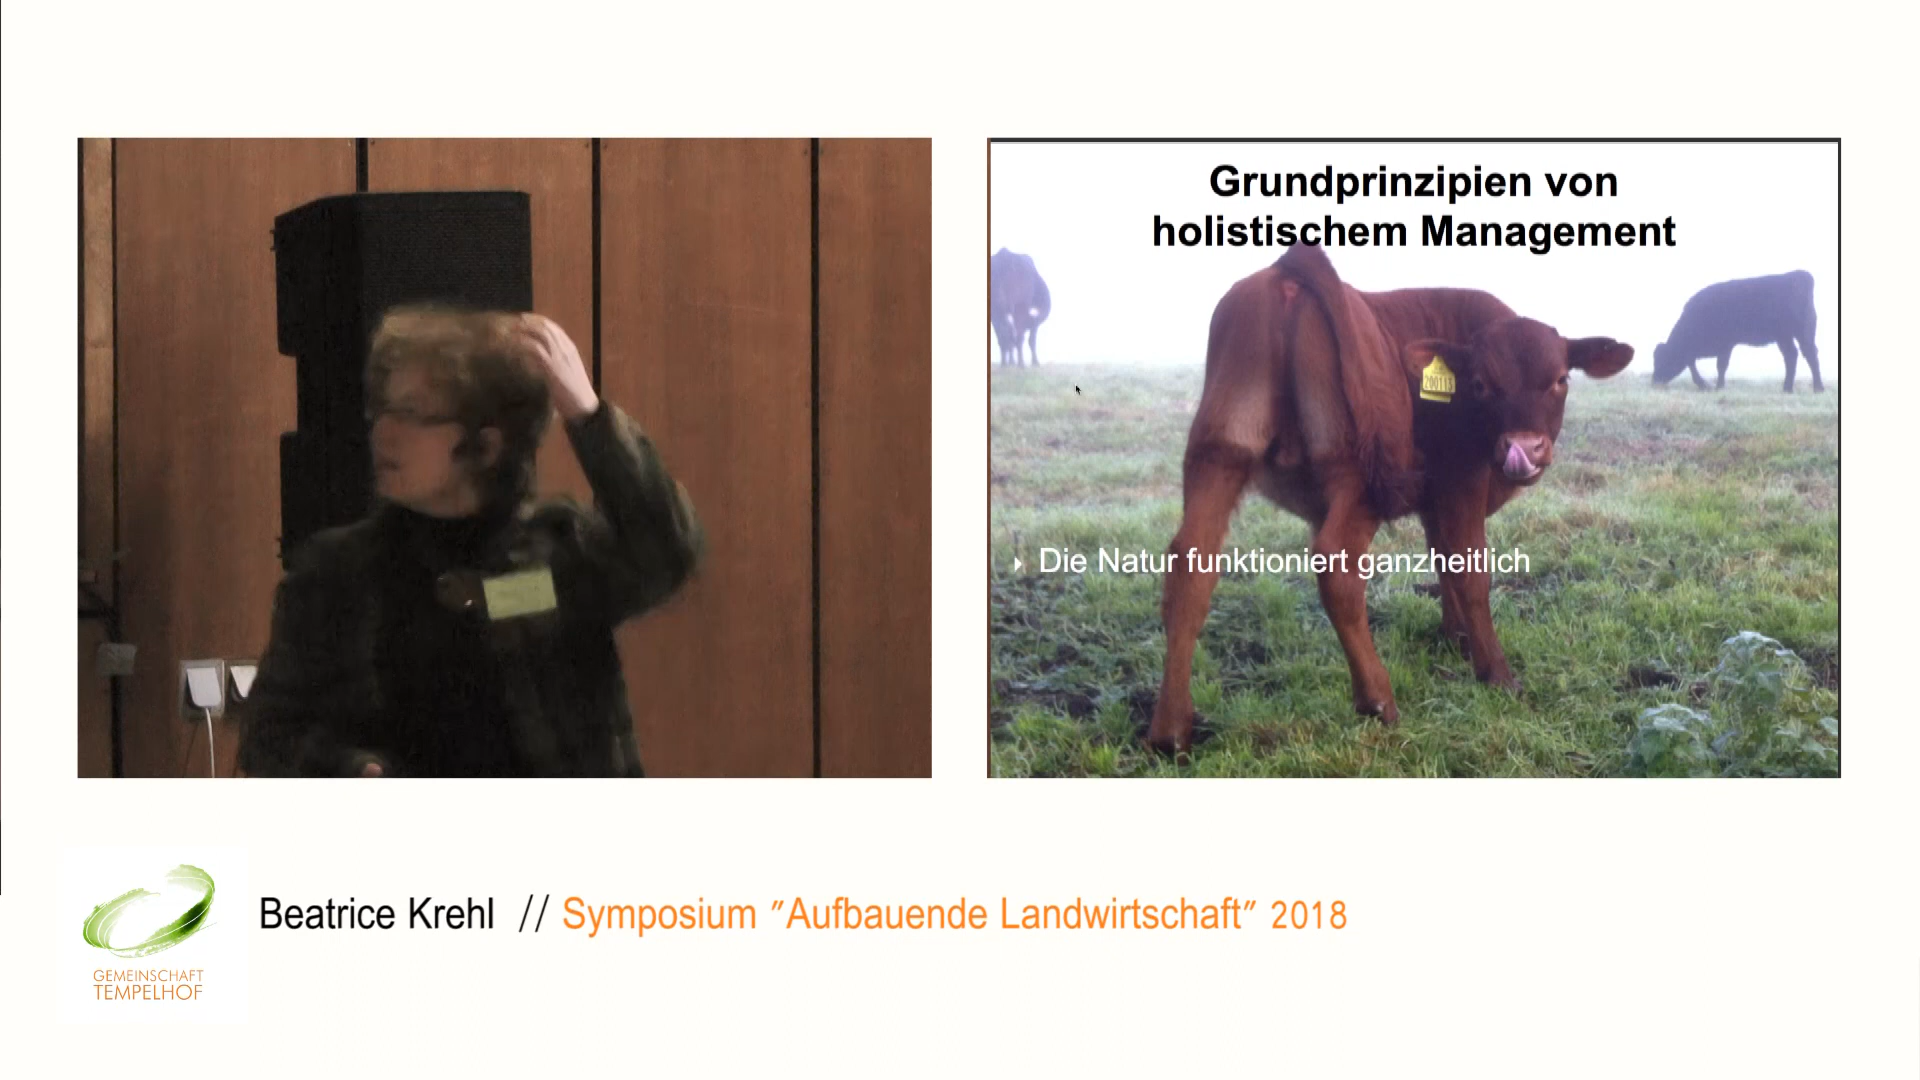 Grundprinzipien von
holistischem Management
Die Natur funktioniert ganzheitlich
Beatrice Krehl // Symposium "Aufbauende Landwirtschaft" 2018
GEMEINSCHAFT
TEMPELHOF